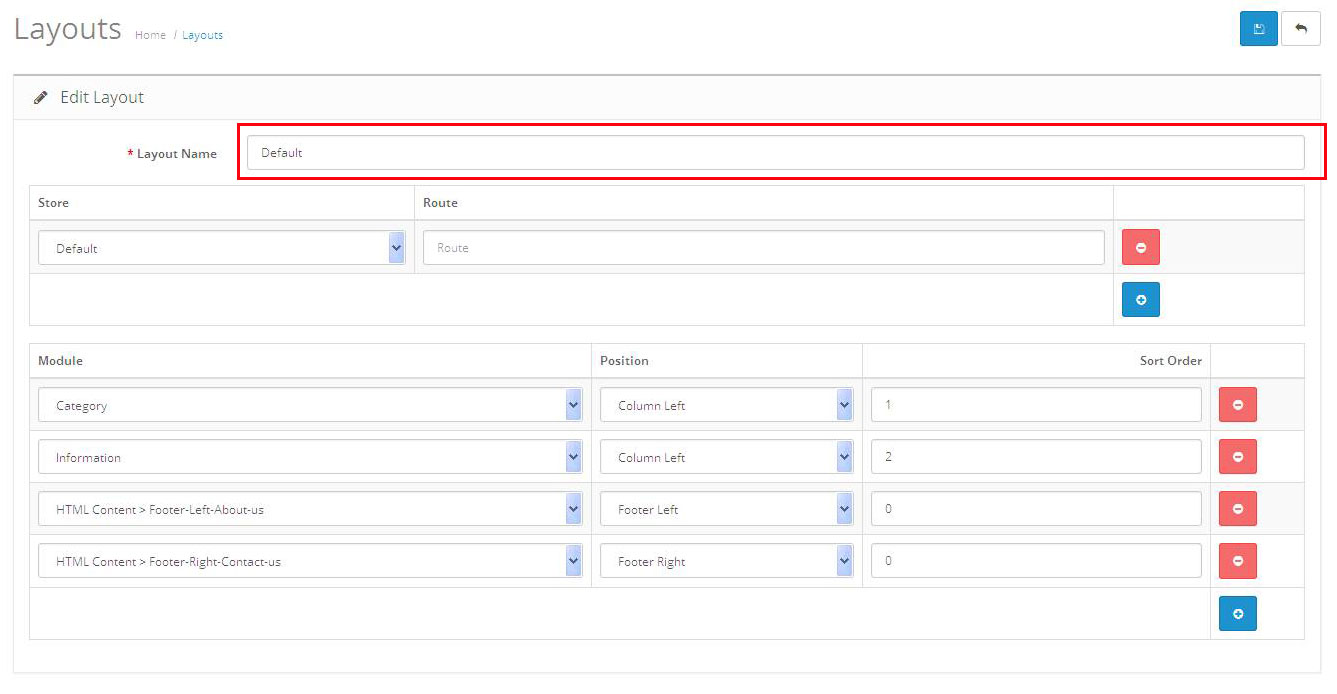 Layouts Home / Layouts
Edit Layout
* Layout Name Default
Store Route
Default Route
Module Position Sort Order
Category Column Left 1
Information Column Left 2
HTML Content > Footer-Left-About-us Footer Left 0
HTML Content > Footer-Right-Contact-us Footer Right 0